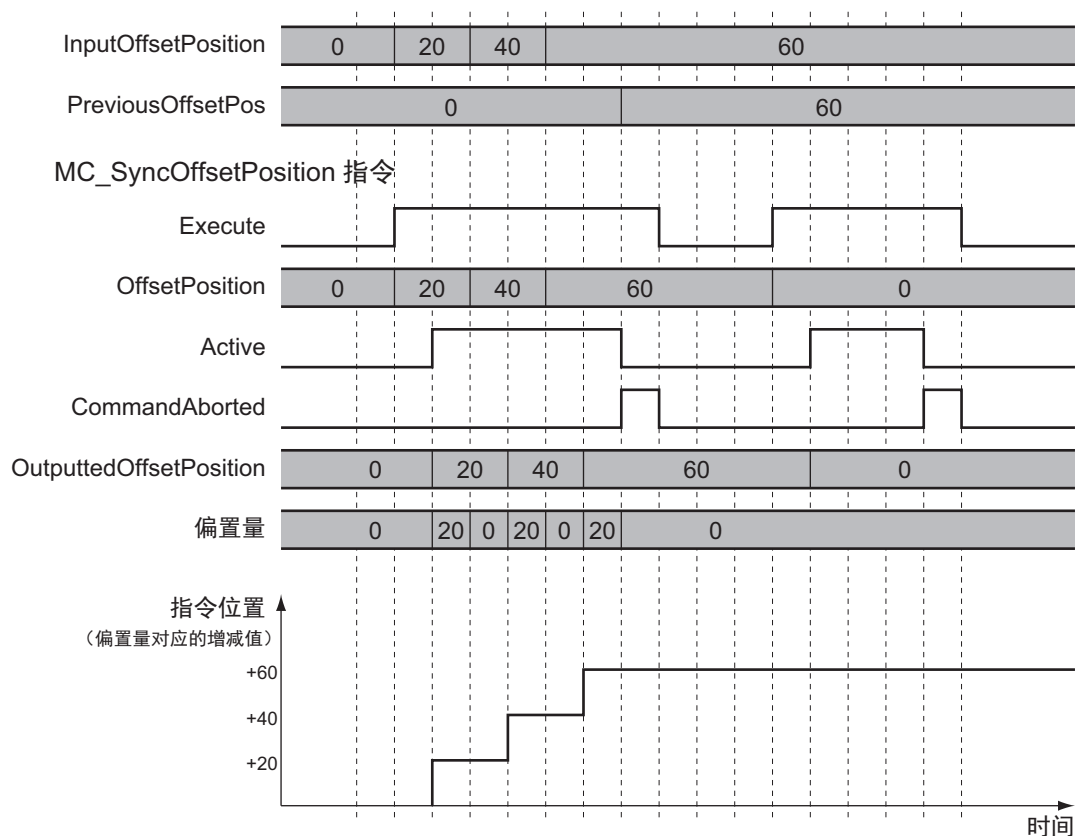 InputOffsetPosition 0 20 40 60
PreviousOffsetPos 0 60
MC_SyncOffsetPosition 指令
Execute
OffsetPosition 0 20 40 60 0
Active
CommandAborted
OutputtedOffsetPosition 0 20 40 60 0
偏置量 0 20 0 20 0 20 0
指令位置
（偏置量对应的增减值）
+60
+40
+20
时间